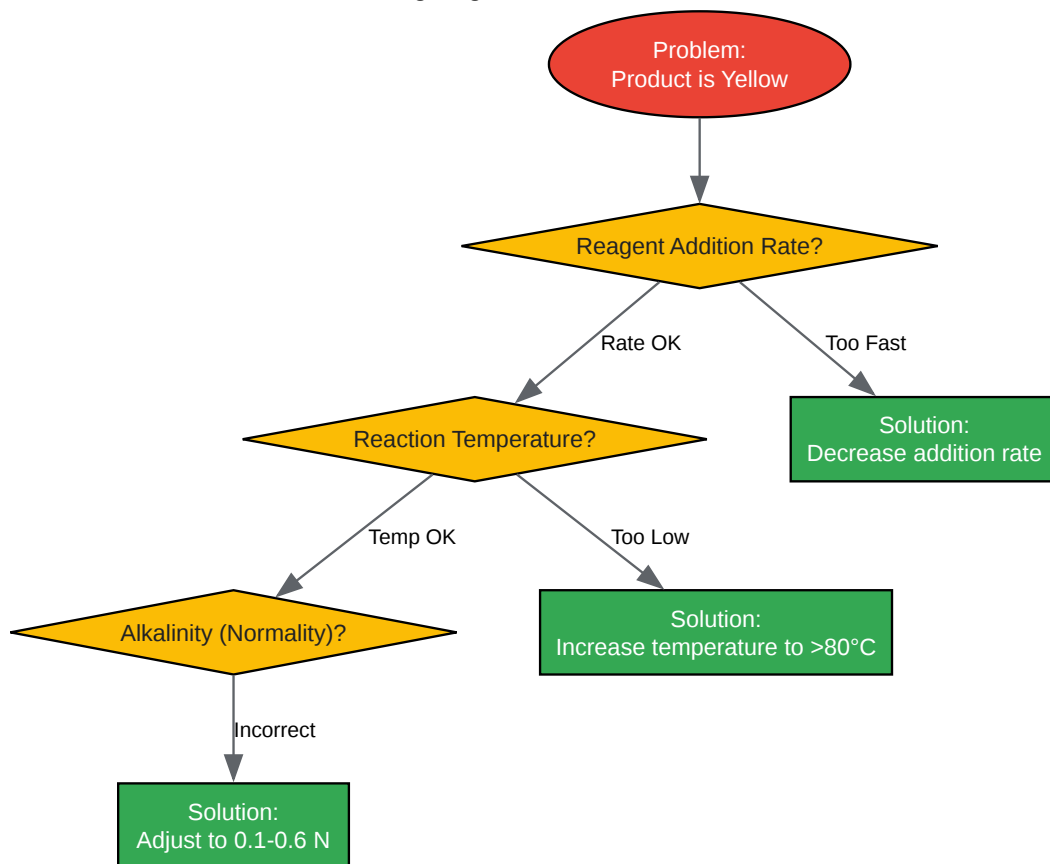 Problem:
Product is Yellow
Reagent Addition Rate?
Rate OK
Too Fast
Reaction Temperature?
Solution:
Decrease addition rate
Temp OK
Too Low
Alkalinity (Normality)?
Solution:
Increase temperature to >80°C
Incorrect
Solution:
Adjust to 0.1-0.6 N